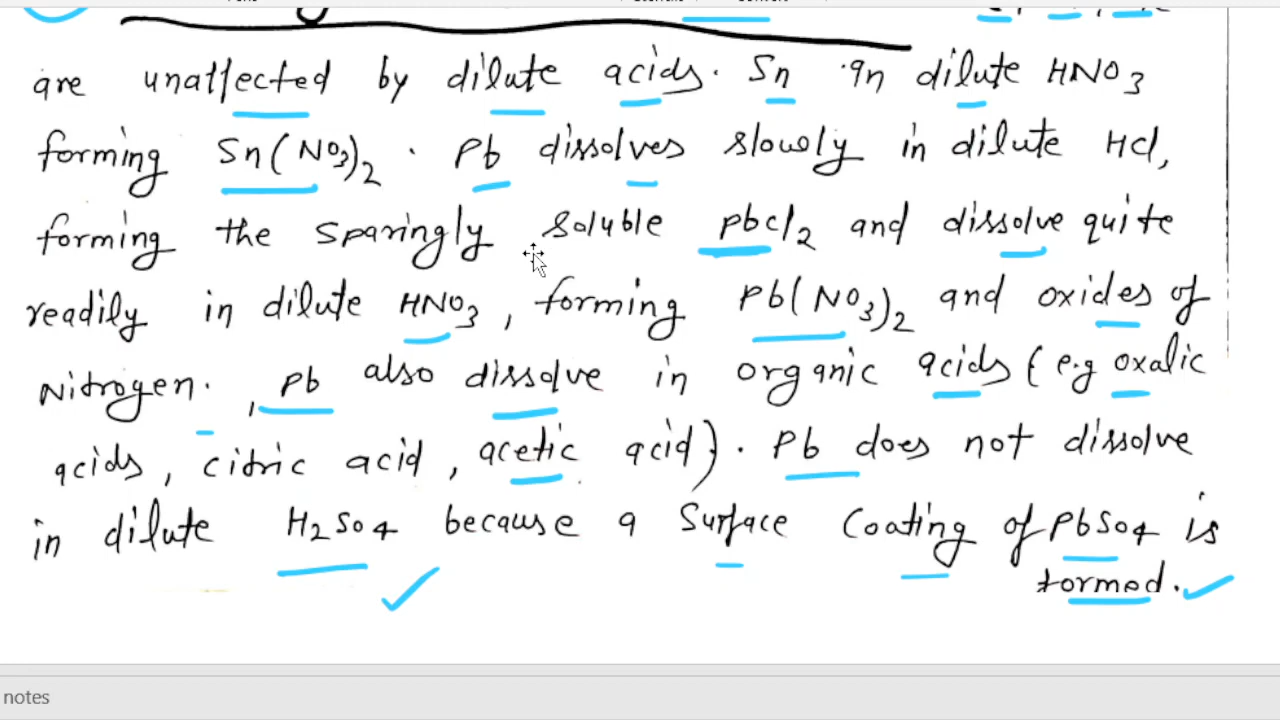 are unaffected by dilute acids. Sn in dilute HNO3
forming Sn(NO3)2. Pb dissolves slowly in dilute HCl,
forming the sparingly soluble PbCl2 and dissolve quite
readily in dilute HNO3, forming Pb(NO3)2 and oxides of
Nitrogen. , Pb also dissolve in organic acids (e.g oxalic
acids, citric acid, acetic acid). Pb does not dissolve
in dilute H2SO4 because a surface coating of PbSO4 is
formed.
notes